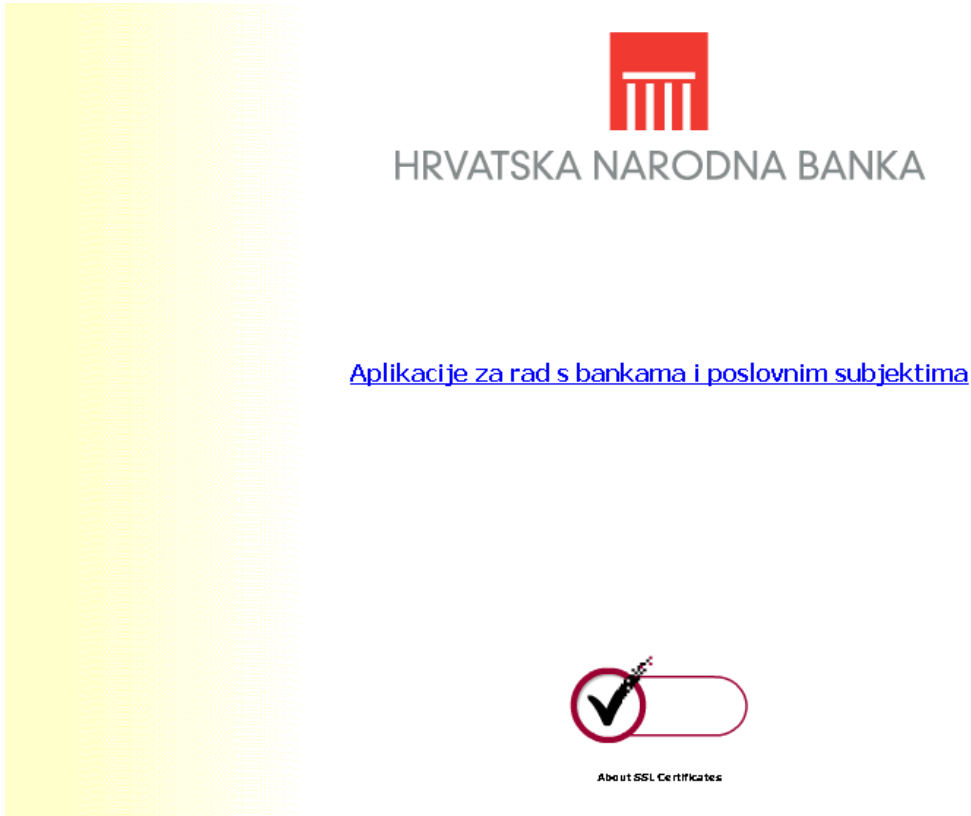 HRVATSKA NARODNA BANKA
Aplikacije za rad s bankama i poslovnim subjektima
About SSL Certificates